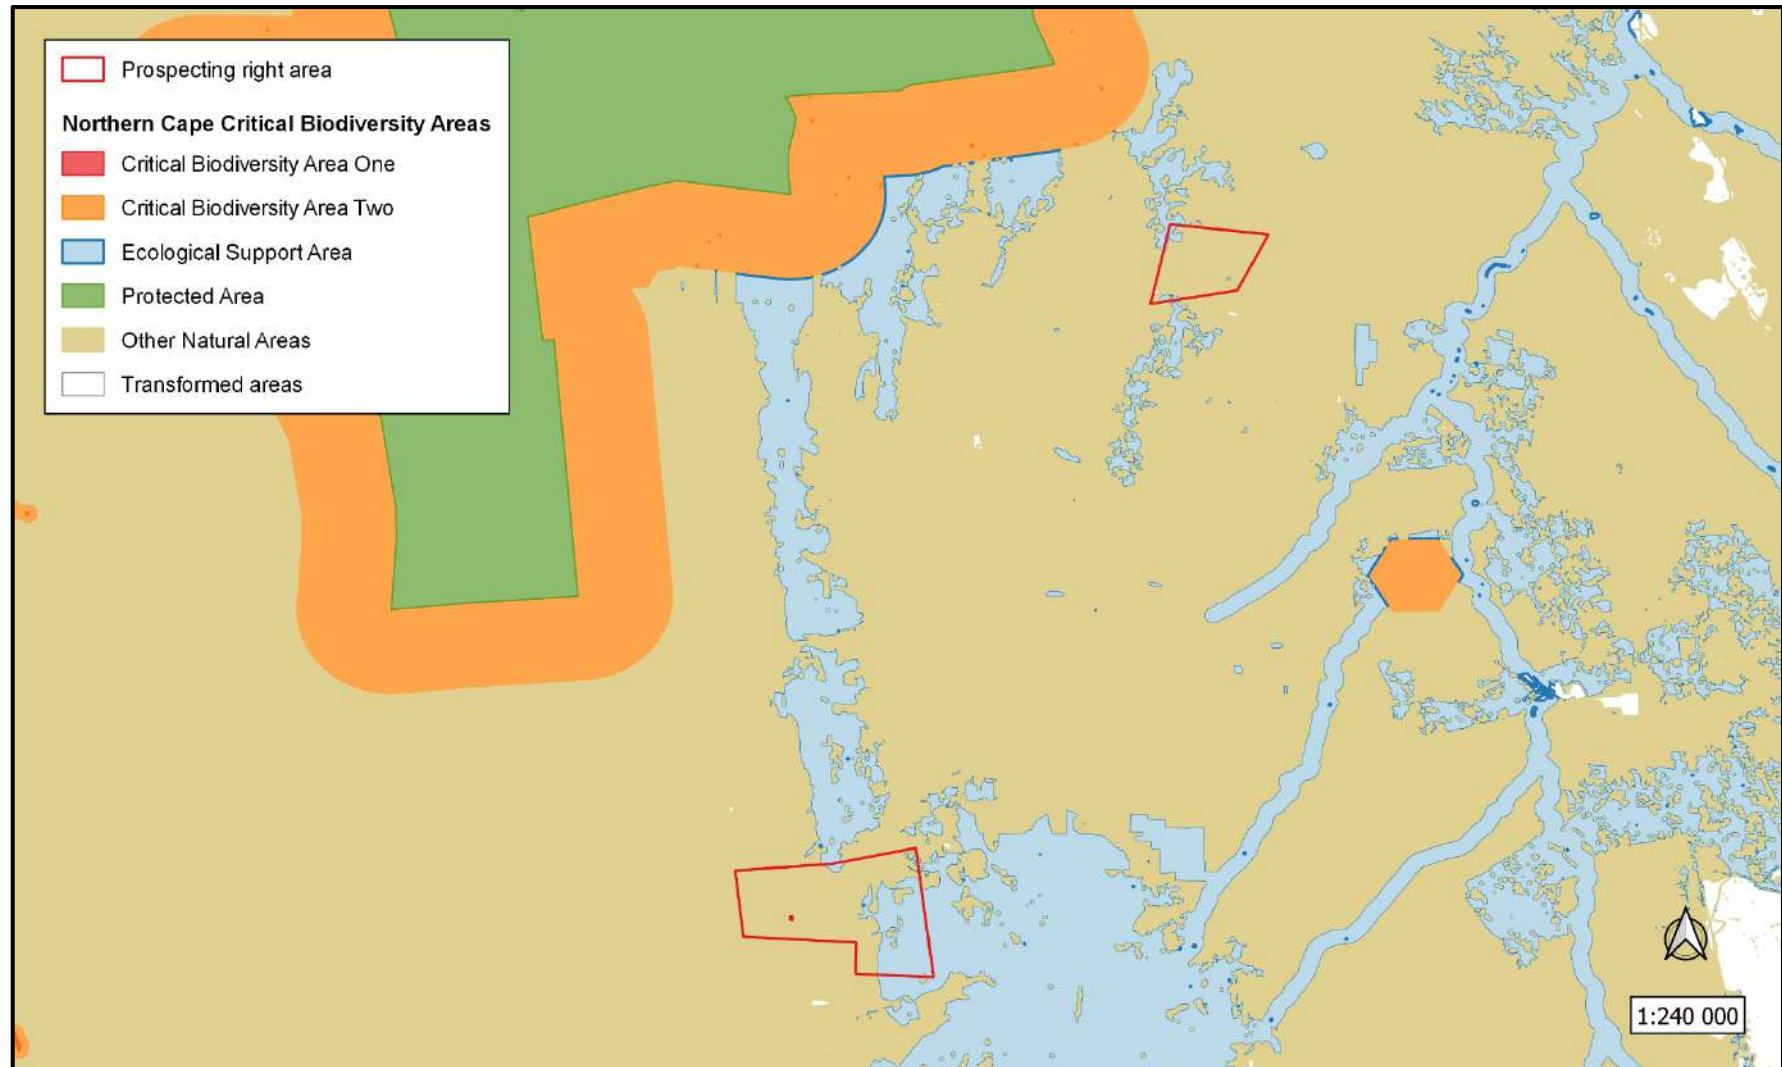 Prospecting right area
Northern Cape Critical Biodiversity Areas
Critical Biodiversity Area One
Critical Biodiversity Area Two
Ecological Support Area
Protected Area
Other Natural Areas
Transformed areas
1:240 000